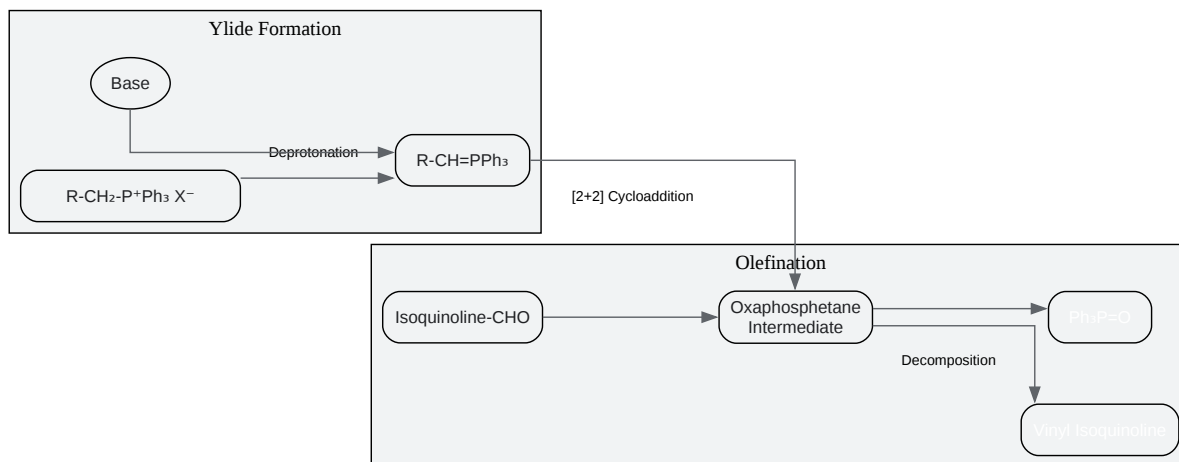 Ylide Formation
Base
Deprotonation
R-CH=PPh₃
R-CH₂-P⁺Ph₃ X⁻
[2+2] Cycloaddition
Olefination
Isoquinoline-CHO
Oxaphosphetane
Intermediate
Ph₃P=O
Decomposition
Vinyl Isoquinoline